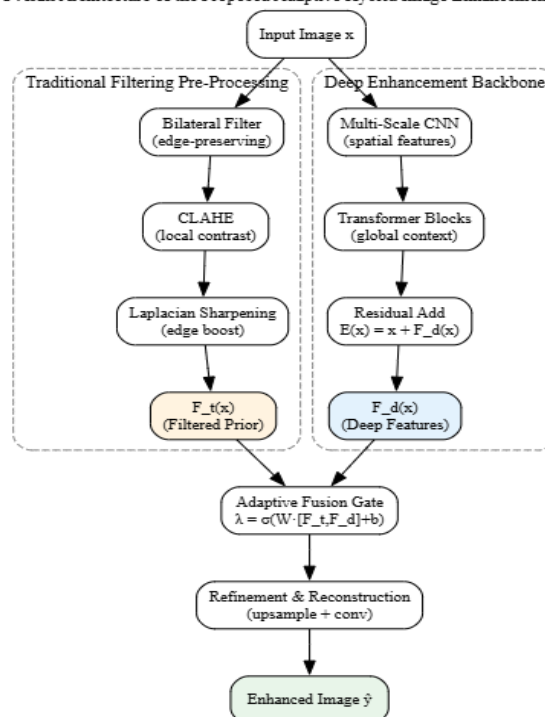 Input Image x
Traditional Filtering Pre-Processing
Deep Enhancement Backbone
Bilateral Filter
(edge-preserving)
Multi-Scale CNN
(spatial features)
CLAHE
(local contrast)
Transformer Blocks
(global context)
Laplacian Sharpening
(edge boost)
Residual Add
E(x) = x + F_d(x)
F_t(x)
(Filtered Prior)
F_d(x)
(Deep Features)
Adaptive Fusion Gate
λ = σ(W·[F_t,F_d]+b)
Refinement & Reconstruction
(upsample + conv)
Enhanced Image ŷ